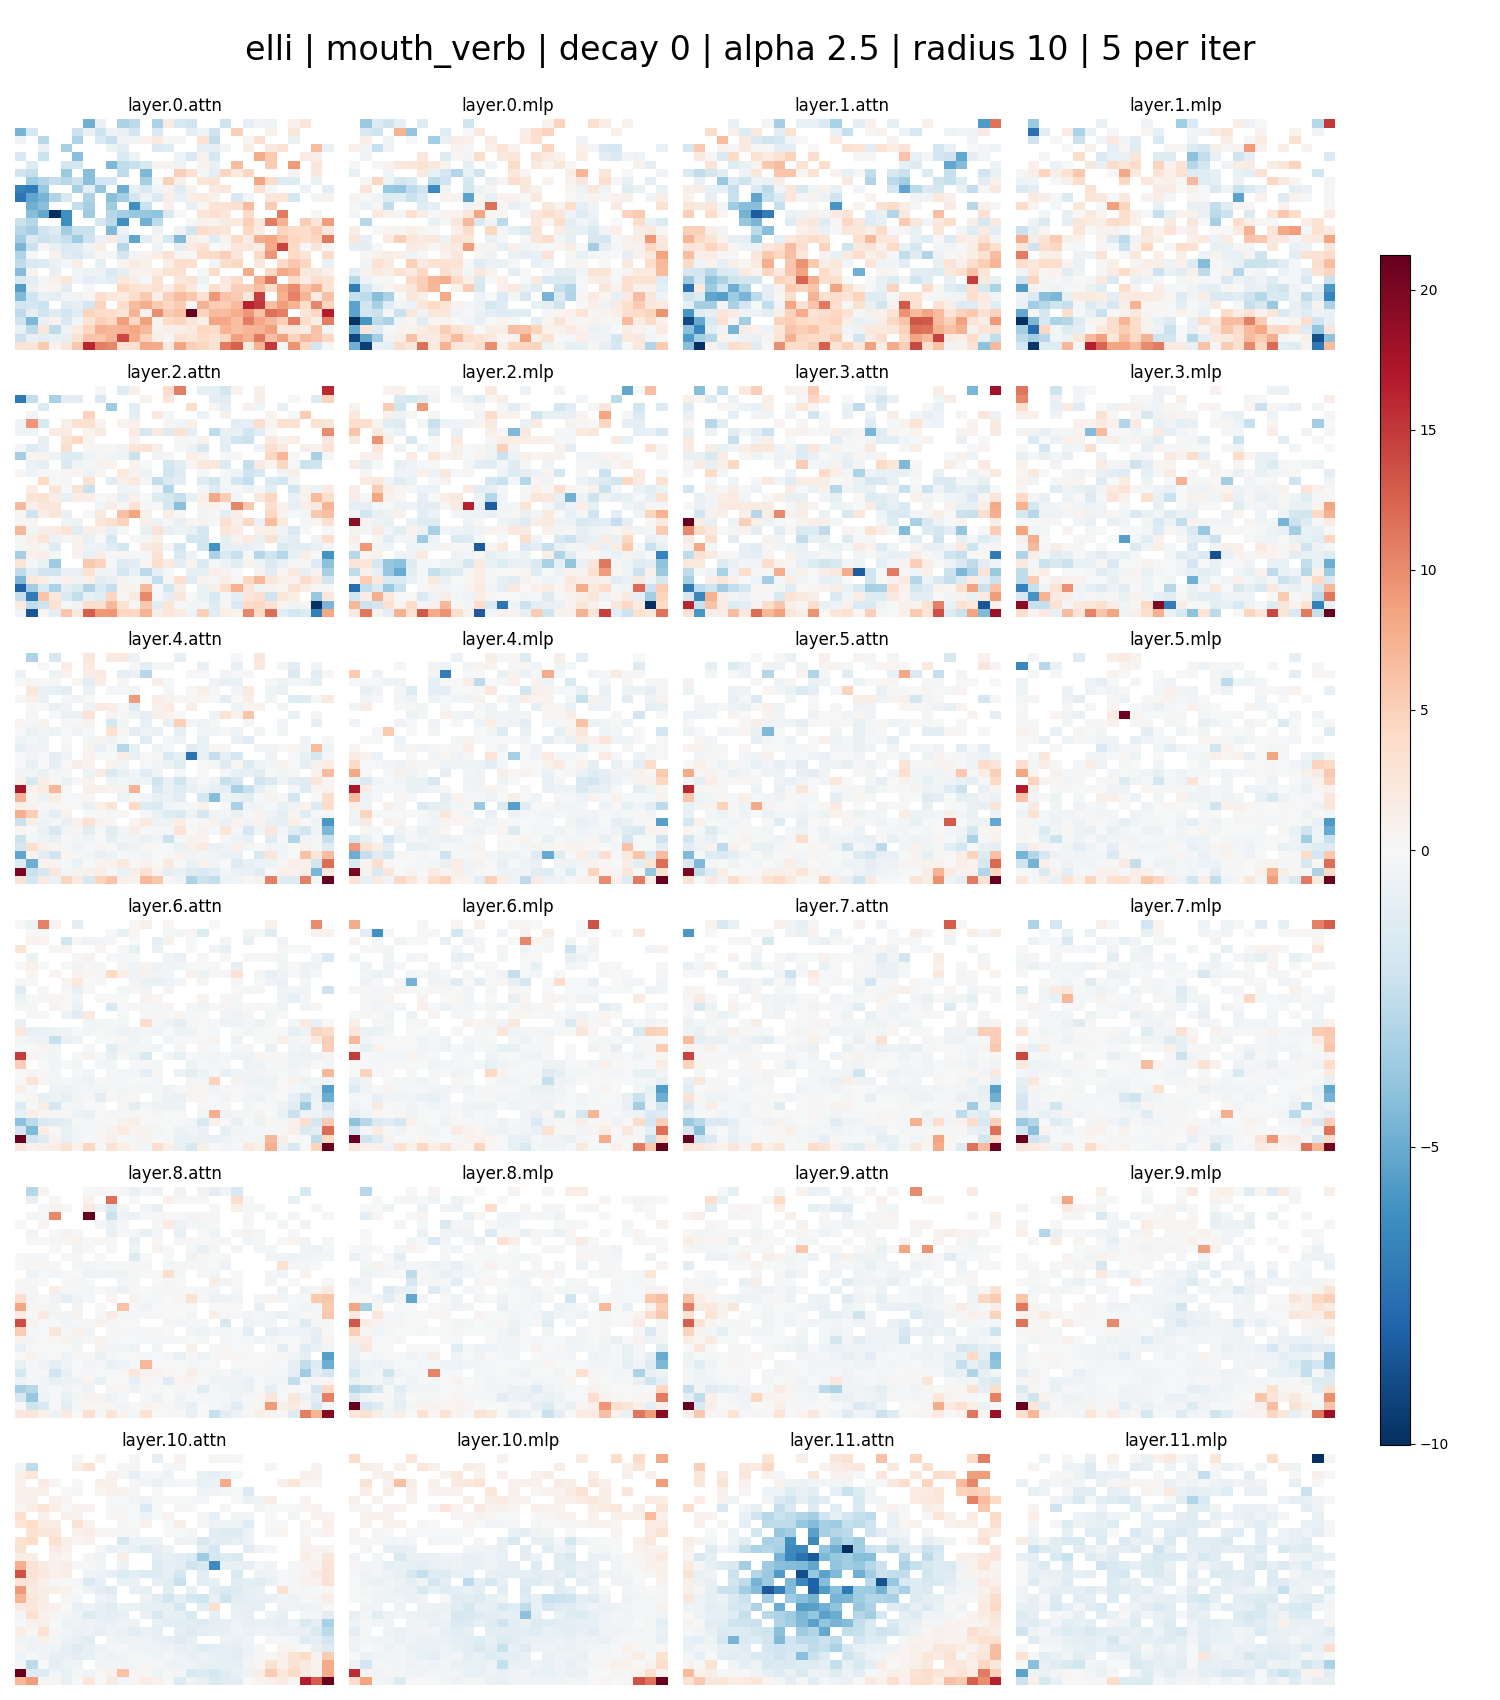 elli | mouth_verb | decay 0 | alpha 2.5 | radius 10 | 5 per iter
layer.0.attn layer.0.mlp layer.1.attn layer.1.mlp
layer.2.attn layer.2.mlp layer.3.attn layer.3.mlp
layer.4.attn layer.4.mlp layer.5.attn layer.5.mlp
layer.6.attn layer.6.mlp layer.7.attn layer.7.mlp
layer.8.attn layer.8.mlp layer.9.attn layer.9.mlp
layer.10.attn layer.10.mlp layer.11.attn layer.11.mlp
20
15
10
5
0
−5
−10